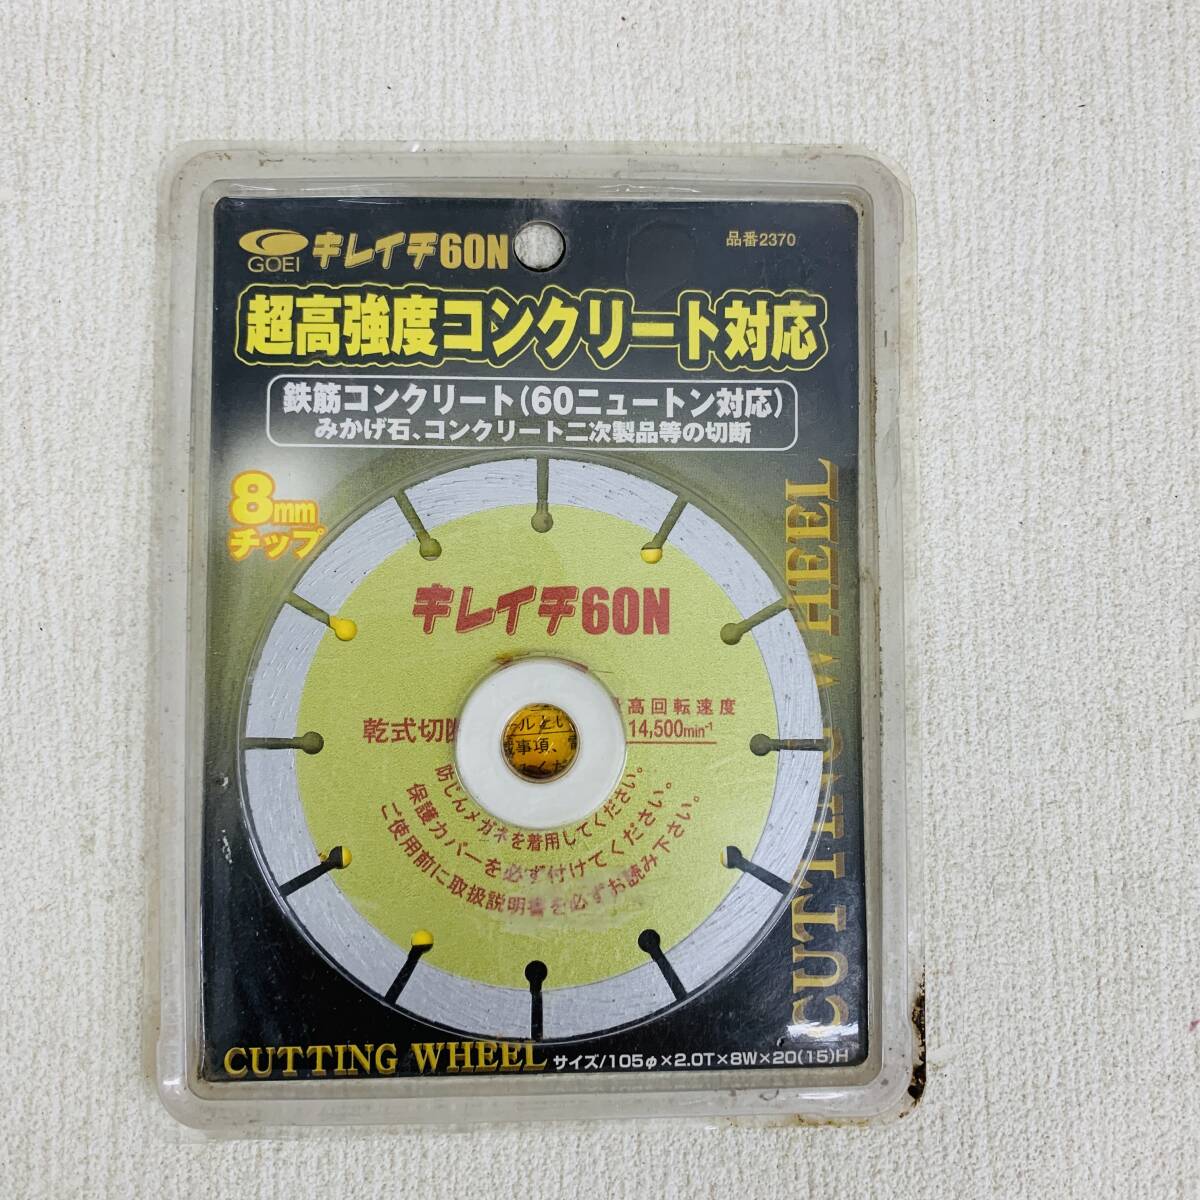 GOEI
キレイチ60N
品番2370
超高強度コンクリート対応
鉄筋コンクリート(60ニュートン対応)
みかげ石、コンクリート二次製品等の切断
8mm
チップ
キレイチ60N
乾式切断
高回転速度
14,500min⁻¹
ルとい
事項、
防じんメガネを着用してください。
保護カバーを必ず付けてください。
ご使用前に取扱説明書を必ずお読み下さい。
CUTTING WHEEL
CUTTING WHEEL
サイズ/105φ×2.0T×8W×20(15)H